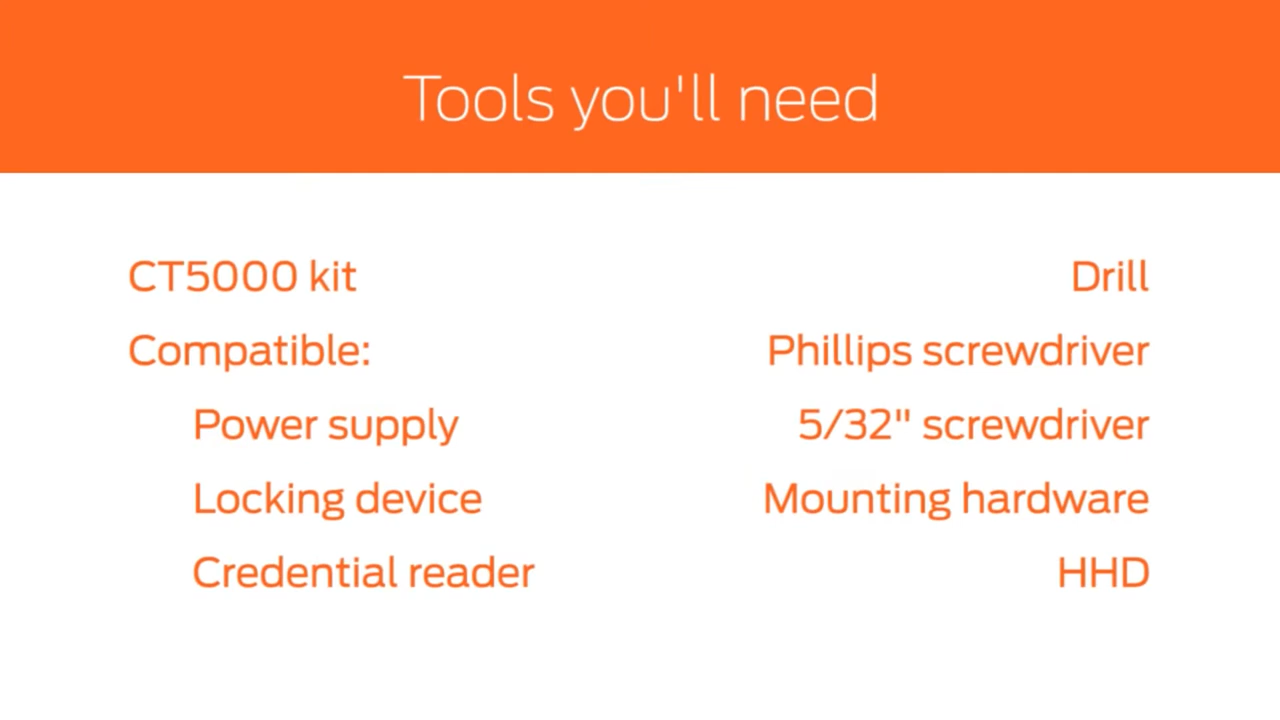 Tools you'll need
CT5000 kit
Compatible:
Power supply
Locking device
Credential reader
Drill
Phillips screwdriver
5/32" screwdriver
Mounting hardware
HHD